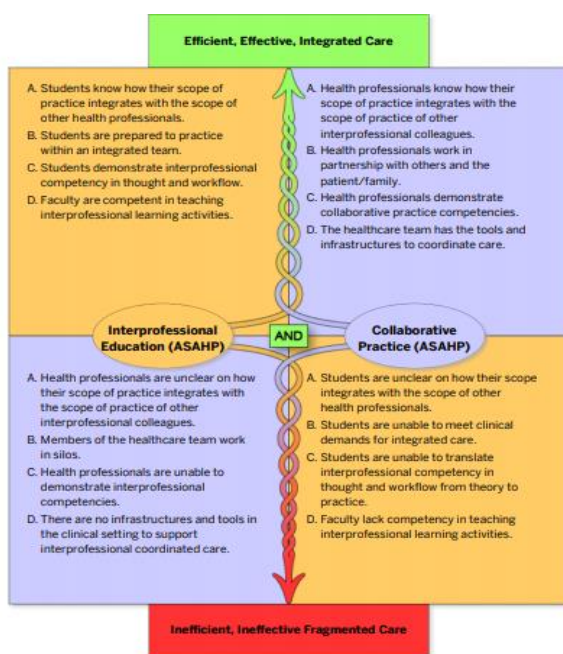 Efficient, Effective, Integrated Care
A. Students know how their scope of
practice integrates with the scope of
other health professionals.
B. Students are prepared to practice
within an integrated team.
C. Students demonstrate interprofessional
competency in thought and workflow.
D. Faculty are competent in teaching
interprofessional learning activities.
A. Health professionals know how their
scope of practice integrates with the
scope of practice of other
interprofessional colleagues.
B. Health professionals work in
partnership with others and the
patient/family.
C. Health professionals demonstrate
collaborative practice competencies.
D. The healthcare team has the tools and
infrastructures to coordinate care.
Interprofessional
Education (ASAHP)
AND
Collaborative
Practice (ASAHP)
A. Health professionals are unclear on how
their scope of practice integrates with
the scope of practice of other
interprofessional colleagues.
B. Members of the healthcare team work
in silos.
C. Health professionals are unable to
demonstrate interprofessional
competencies.
D. There are no infrastructures and tools in
the clinical setting to support
interprofessional coordinated care.
A. Students are unclear on how their scope
integrates with the scope of other
health professionals.
B. Students are unable to meet clinical
demands for integrated care.
C. Students are unable to translate
interprofessional competency in
thought and workflow from theory to
practice.
D. Faculty lack competency in teaching
interprofessional learning activities.
Inefficient, Ineffective Fragmented Care